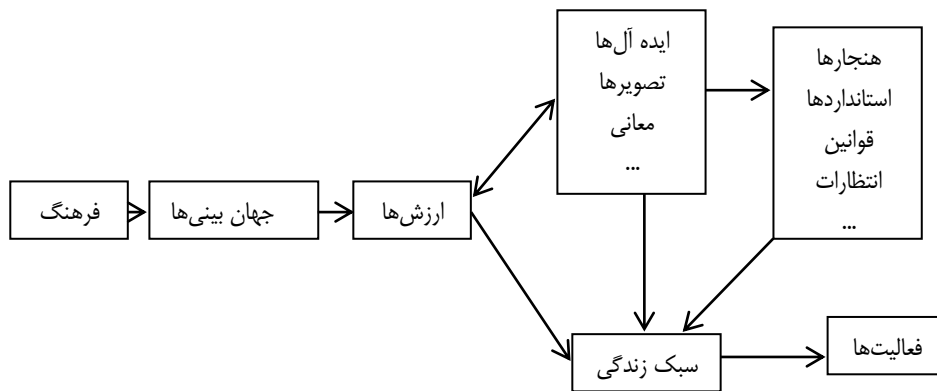 فرهنگ
جهان بینی‌ها
ارزش‌ها
ایده آل‌ها
تصویرها
معانی
...
هنجارها
استانداردها
قوانین
انتظارات
...
سبک زندگی
فعالیت‌ها